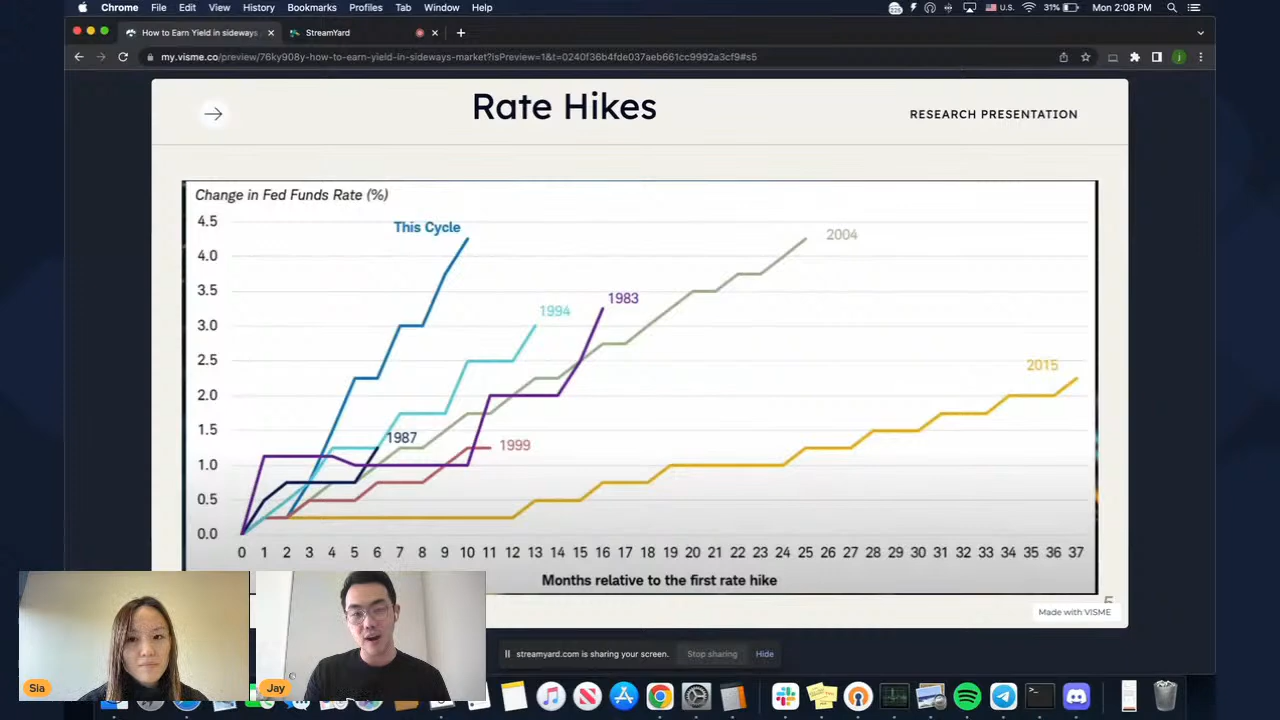 Chrome File Edit View History Bookmarks Profiles Tab Window Help
U.S. 31% Mon 2:08 PM
How to Earn Yield in sideways
StreamYard
my.visme.co/preview/76ky908y-how-to-earn-yield-in-sideways-market?isPreview=1&t=0240f36b4fde037aeb661cc9992a3cf9#s5
Rate Hikes
RESEARCH PRESENTATION
Change in Fed Funds Rate (%)
4.5
This Cycle
2004
4.0
3.5
1983
1994
3.0
2.5
2015
2.0
1.5
1987
1999
1.0
0.5
0.0
0 1 2 3 4 5 6 7 8 9 10 11 12 13 14 15 16 17 18 19 20 21 22 23 24 25 26 27 28 29 30 31 32 33 34 35 36 37
Months relative to the first rate hike
5
Made with VISME
streamyard.com is sharing your screen. Stop sharing Hide
Sia
Jay